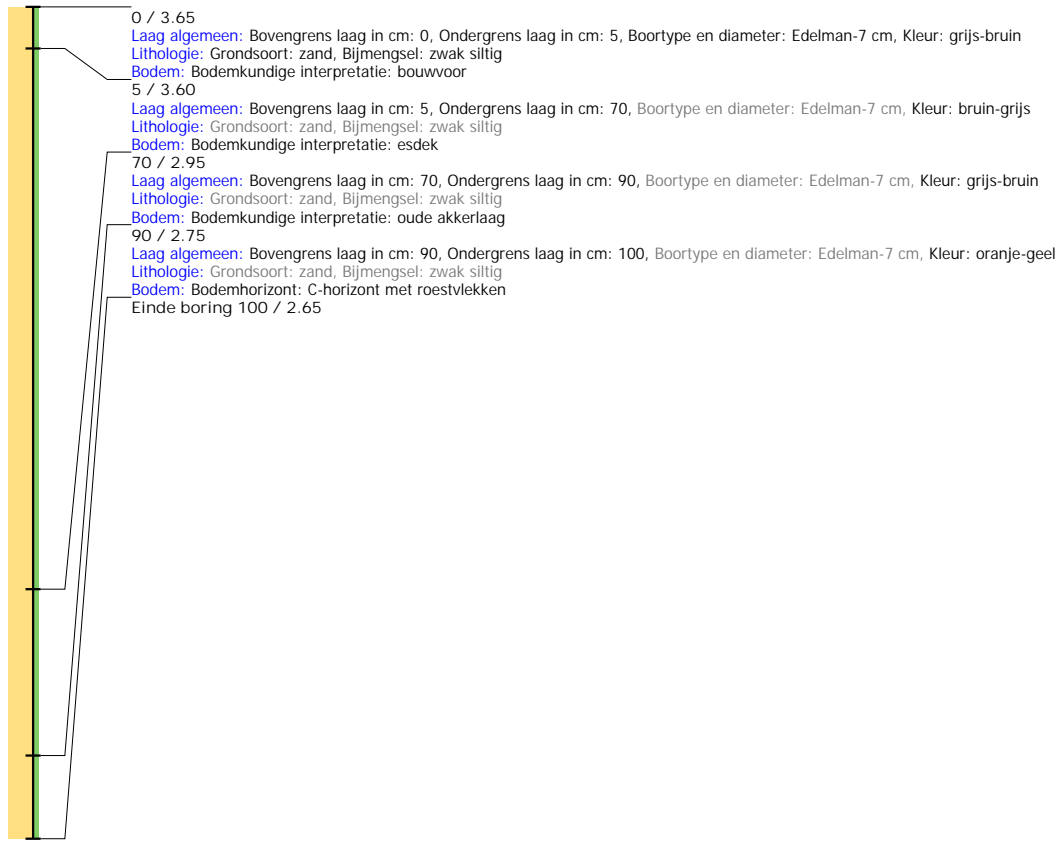 0 / 3.65
Laag algemeen: Bovengrens laag in cm: 0, Ondergrens laag in cm: 5, Boortype en diameter: Edelman-7 cm, Kleur: grijs-bruin
Lithologie: Grondsoort: zand, Bijmengsel: zwak siltig
Bodem: Bodemkundige interpretatie: bouwvoor
5 / 3.60
Laag algemeen: Bovengrens laag in cm: 5, Ondergrens laag in cm: 70, Boortype en diameter: Edelman-7 cm, Kleur: bruin-grijs
Lithologie: Grondsoort: zand, Bijmengsel: zwak siltig
Bodem: Bodemkundige interpretatie: esdek
70 / 2.95
Laag algemeen: Bovengrens laag in cm: 70, Ondergrens laag in cm: 90, Boortype en diameter: Edelman-7 cm, Kleur: grijs-bruin
Lithologie: Grondsoort: zand, Bijmengsel: zwak siltig
Bodem: Bodemkundige interpretatie: oude akkerlaag
90 / 2.75
Laag algemeen: Bovengrens laag in cm: 90, Ondergrens laag in cm: 100, Boortype en diameter: Edelman-7 cm, Kleur: oranje-geel
Lithologie: Grondsoort: zand, Bijmengsel: zwak siltig
Bodem: Bodemhorizont: C-horizont met roestvlekken
Einde boring 100 / 2.65